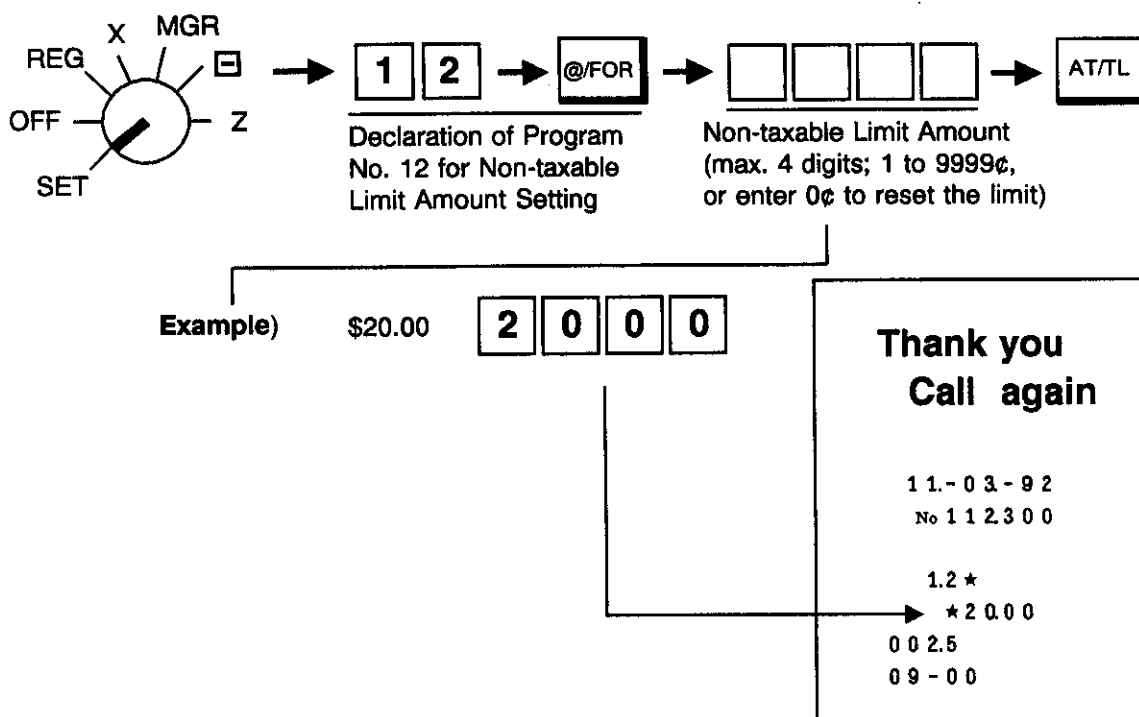 MGR
X
REG
OFF
Z
SET
1 2
@/FOR
AT/TL
Declaration of Program
No. 12 for Non-taxable
Limit Amount Setting
Non-taxable Limit Amount
(max. 4 digits; 1 to 9999¢,
or enter 0¢ to reset the limit)
Example) $20.00 2 0 0 0
Thank you
Call again
11.-03.-92
No 112300
1.2★
★20.00
002.5
09-00